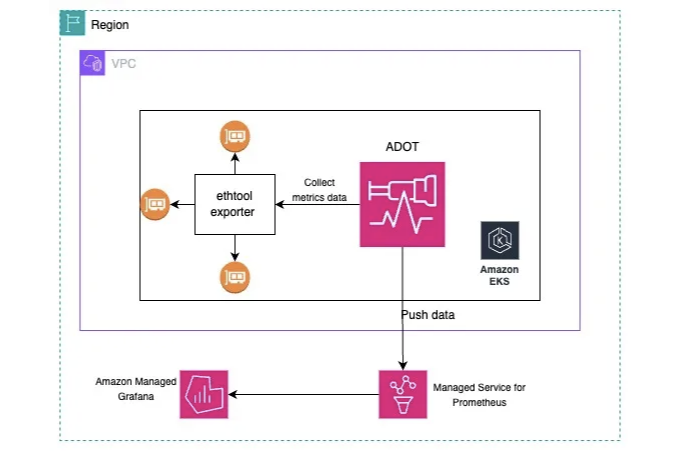 Region
VPC
ADOT
ethtool
exporter
Collect
metrics data
Amazon
EKS
Push data
Amazon Managed
Grafana
Managed Service for
Prometheus